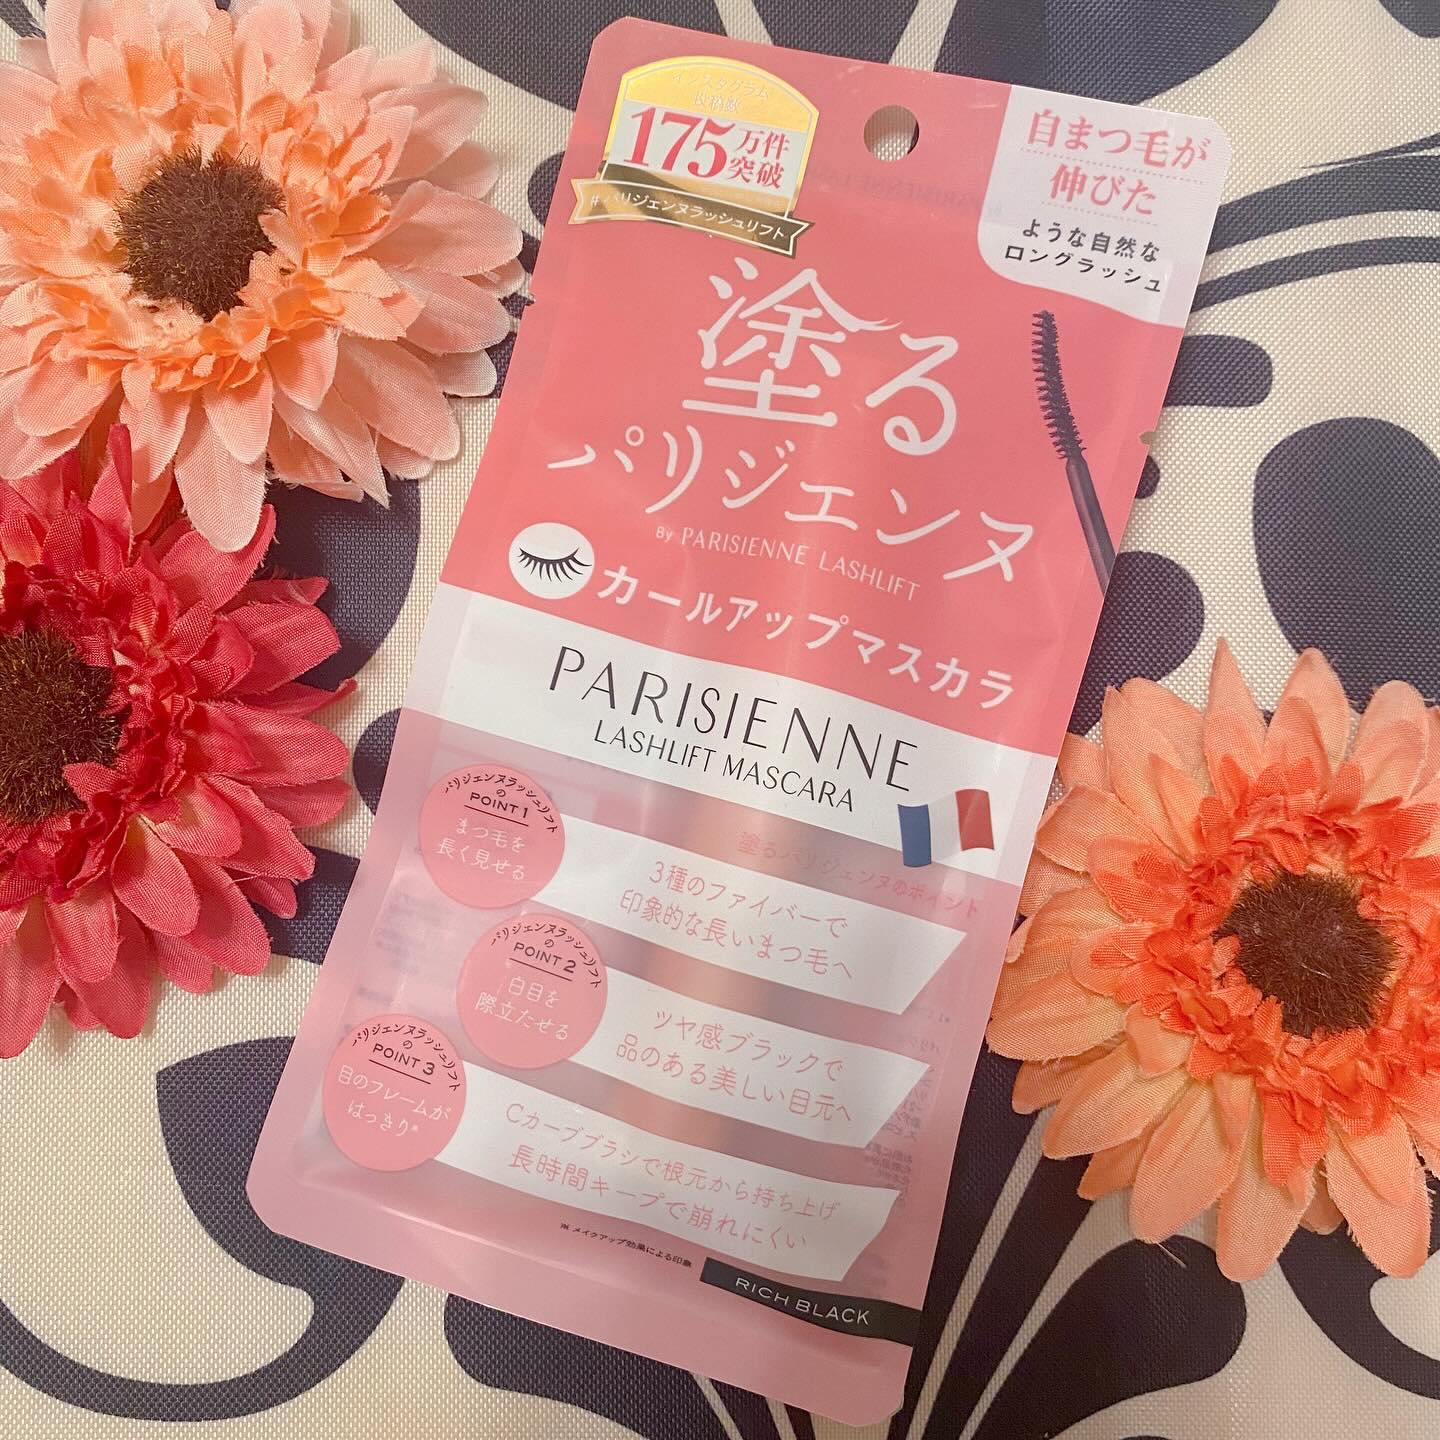 インスタグラム
投稿数
175万件
突破
#パリジェンヌラッシュリフト
自まつ毛が
伸びた
ような自然な
ロングラッシュ
塗る
パリジェンヌ
By PARISIENNE LASHLIFT
カールアップマスカラ
PARISIENNE
LASHLIFT MASCARA
塗るパリジェンヌのポイント
パリジェンヌラッシュリフト
の
POINT 1
まつ毛を
長く見せる
3種のファイバーで
印象的な長いまつ毛へ
パリジェンヌラッシュリフト
の
POINT 2
白目を
際立たせる
ツヤ感ブラックで
品のある美しい目元へ
パリジェンヌラッシュリフト
の
POINT 3
目のフレームが
はっきり※
Cカーブブラシで根元から持ち上げ
長時間キープで崩れにくい
※ メイクアップ効果による印象
RICH BLACK